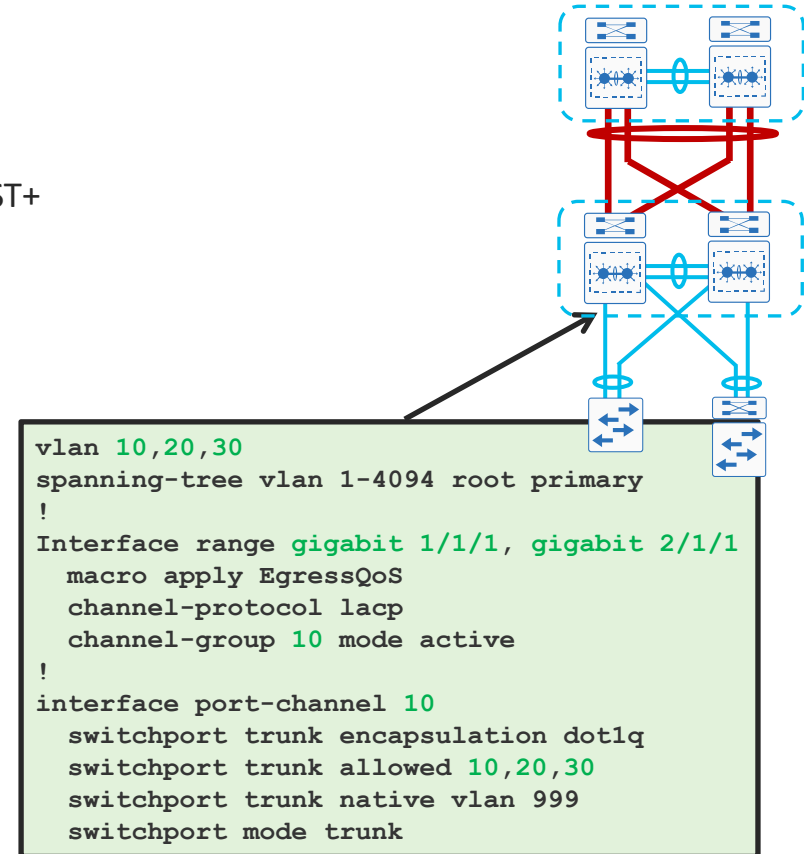 ST+
vlan 10,20,30
spanning-tree vlan 1-4094 root primary
!
Interface range gigabit 1/1/1, gigabit 2/1/1
macro apply EgressQoS
channel-protocol lacp
channel-group 10 mode active
!
interface port-channel 10
switchport trunk encapsulation dot1q
switchport trunk allowed 10,20,30
switchport trunk native vlan 999
switchport mode trunk